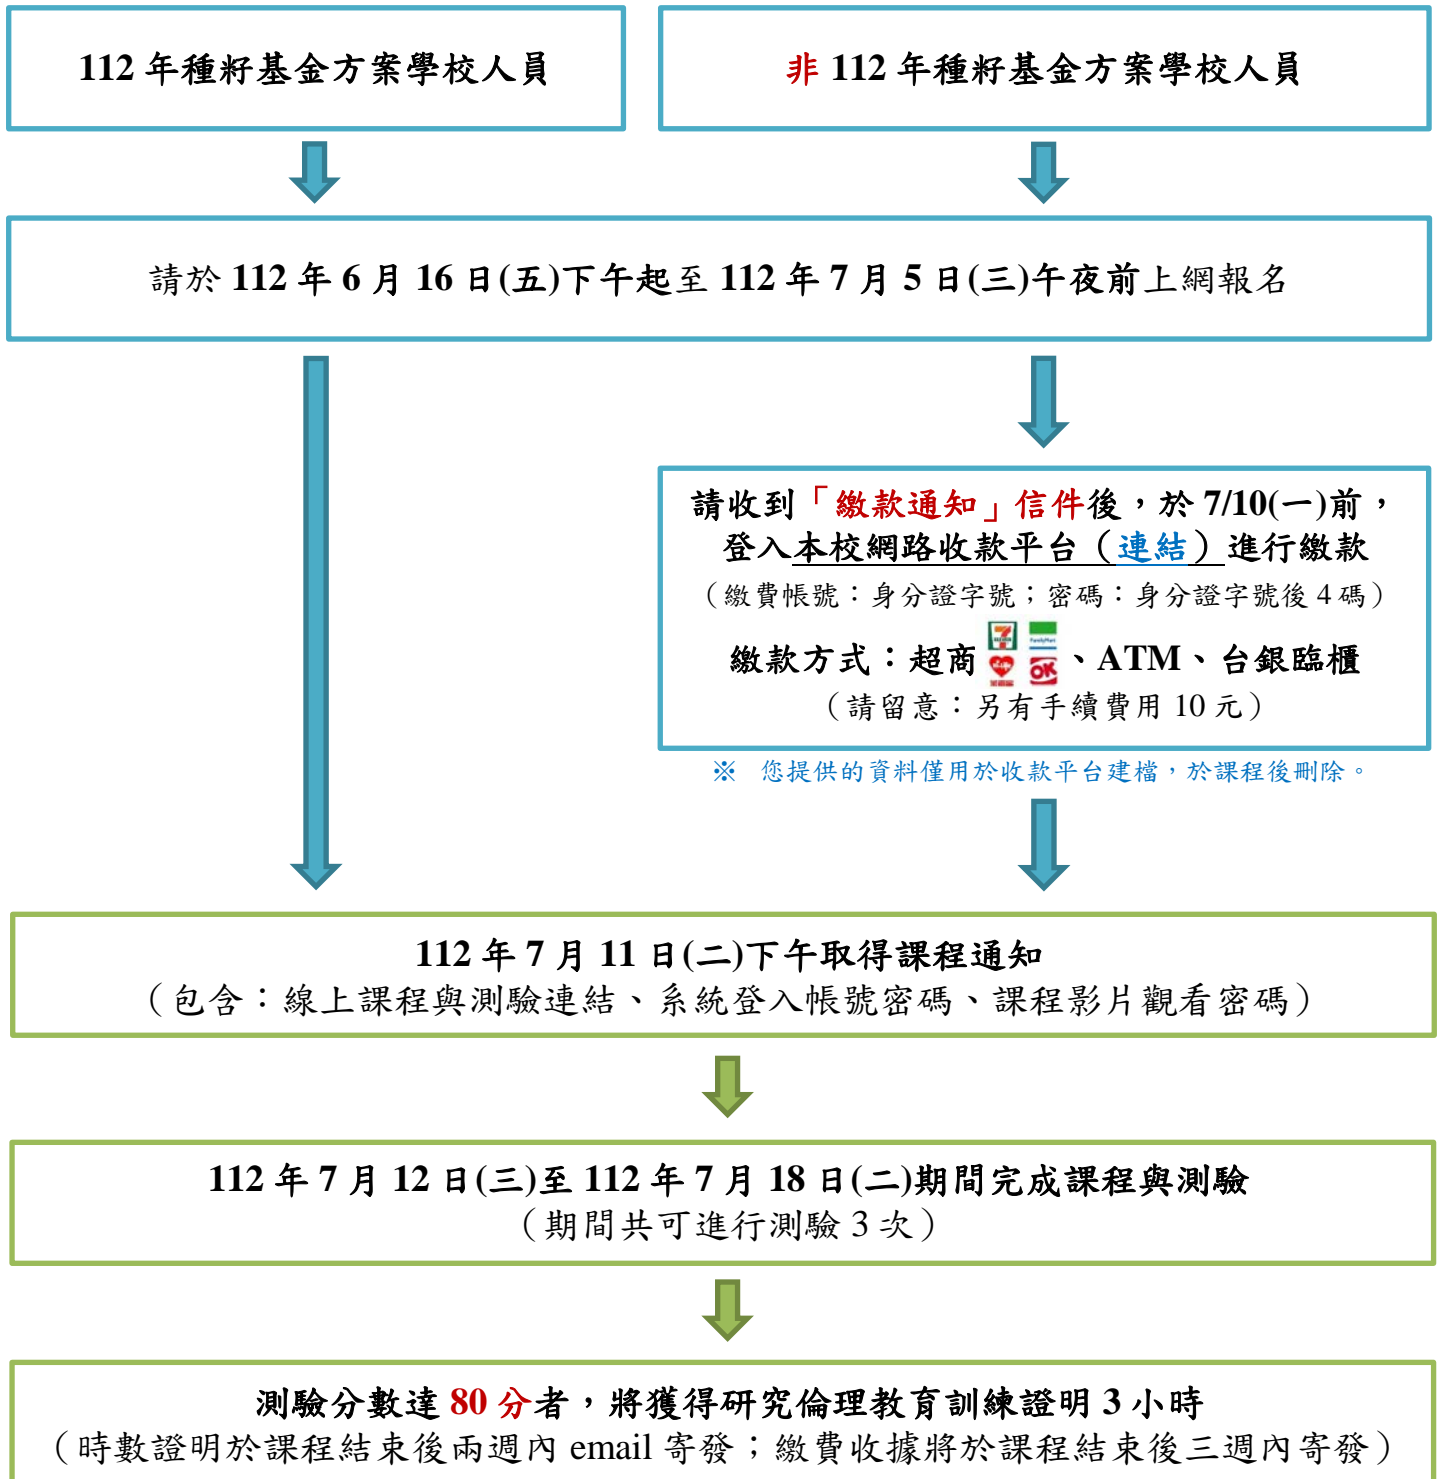 112 年種籽基金方案學校人員
非 112 年種籽基金方案學校人員
請於 112 年 6 月 16 日(五)下午起至 112 年 7 月 5 日(三)午夜前上網報名
請收到「繳款通知」信件後，於 7/10(一)前，
登入本校網路收款平台（連結）進行繳款
（繳費帳號：身分證字號；密碼：身分證字號後 4 碼）
繳款方式：超商、ATM、台銀臨櫃
（請留意：另有手續費用 10 元）
※ 您提供的資料僅用於收款平台建檔，於課程後刪除。
112 年 7 月 11 日(二)下午取得課程通知
（包含：線上課程與測驗連結、系統登入帳號密碼、課程影片觀看密碼）
112 年 7 月 12 日(三)至 112 年 7 月 18 日(二)期間完成課程與測驗
（期間共可進行測驗 3 次）
測驗分數達 80 分者，將獲得研究倫理教育訓練證明 3 小時
（時數證明於課程結束後兩週內 email 寄發；繳費收據將於課程結束後三週內寄發）